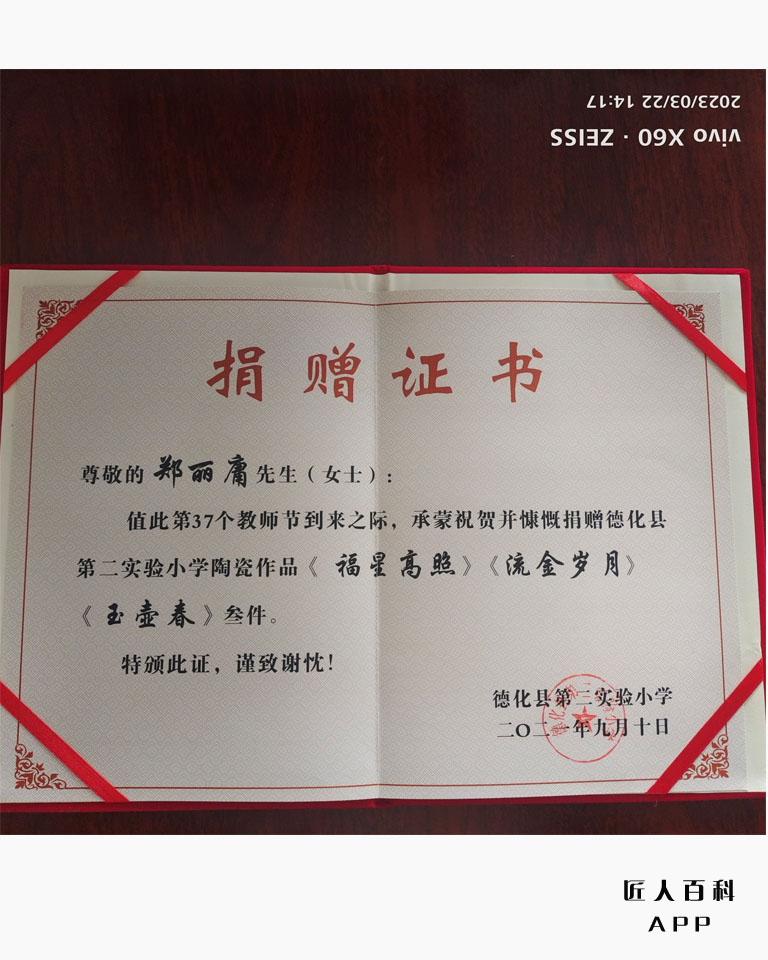 2023/03/22 14:17
vivo X60 · ZEISS
捐赠证书
尊敬的 郑丽庸 先生（女士）:
值此第37个教师节到来之际，承蒙祝贺并慷慨捐赠德化县
第二实验小学陶瓷作品《福星高照》《流金岁月》
《玉壶春》叁件。
特颁此证，谨致谢忱！
德化县第二实验小学
二〇二一年九月十日
匠人百科
APP